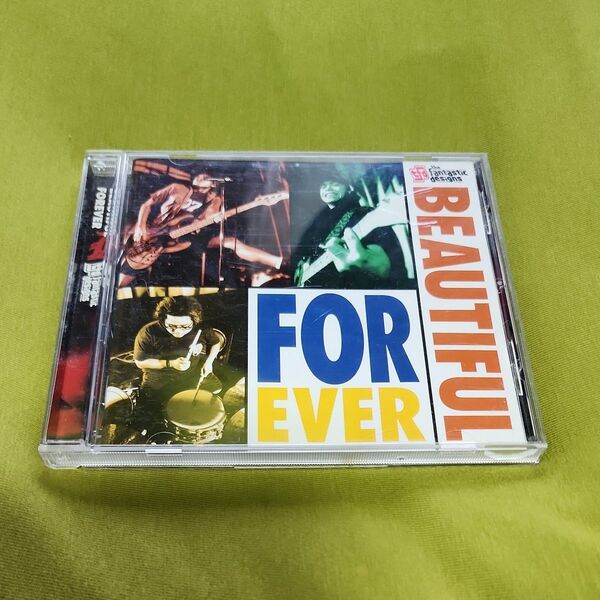 the
fantastic
designs
BEAUTIFUL
FOR
EVER
FOREVER